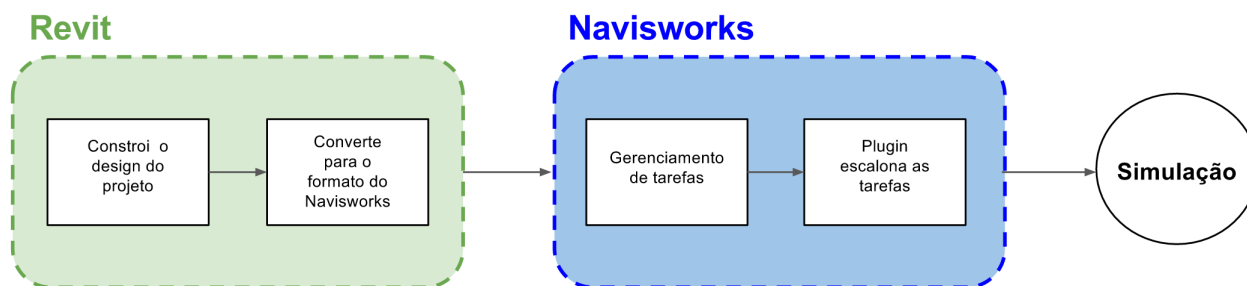 Revit
Navisworks
Constroi o
design do
projeto
Converte
para o
formato do
Navisworks
Gerenciamento
de tarefas
Plugin
escalona as
tarefas
Simulação